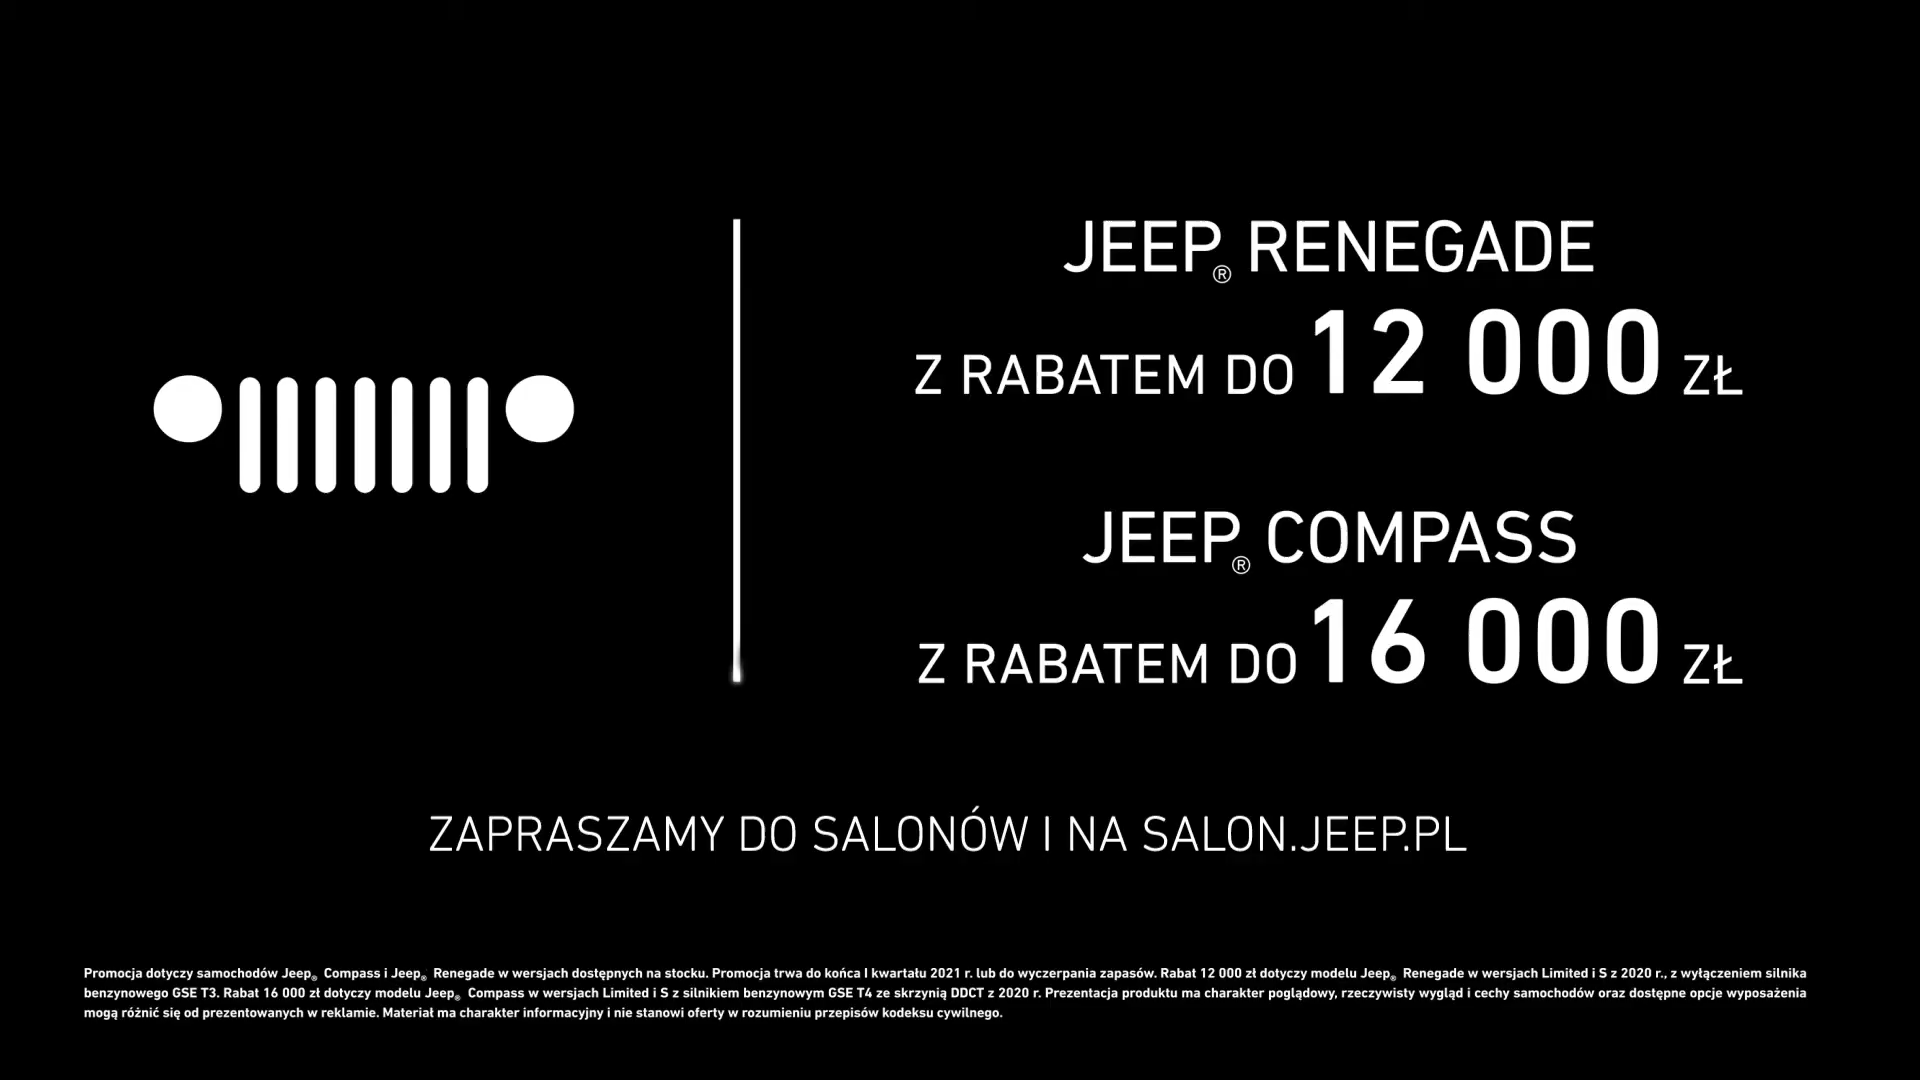 JEEP® RENEGADE
Z RABATEM DO 12 000 ZŁ
JEEP® COMPASS
Z RABATEM DO 16 000 ZŁ
ZAPRASZAMY DO SALONÓW I NA SALON.JEEP.PL
Promocja dotyczy samochodów Jeep® Compass i Jeep® Renegade w wersjach dostępnych na stocku. Promocja trwa do końca I kwartału 2021 r. lub do wyczerpania zapasów. Rabat 12 000 zł dotyczy modelu Jeep® Renegade w wersjach Limited i S z 2020 r., z wyłączeniem silnika
benzynowego GSE T3. Rabat 16 000 zł dotyczy modelu Jeep® Compass w wersjach Limited i S z silnikiem benzynowym GSE T4 ze skrzynią DDCT z 2020 r. Prezentacja produktu ma charakter poglądowy, rzeczywisty wygląd i cechy samochodów oraz dostępne opcje wyposażenia
mogą różnić się od prezentowanych w reklamie. Materiał ma charakter informacyjny i nie stanowi oferty w rozumieniu przepisów kodeksu cywilnego.